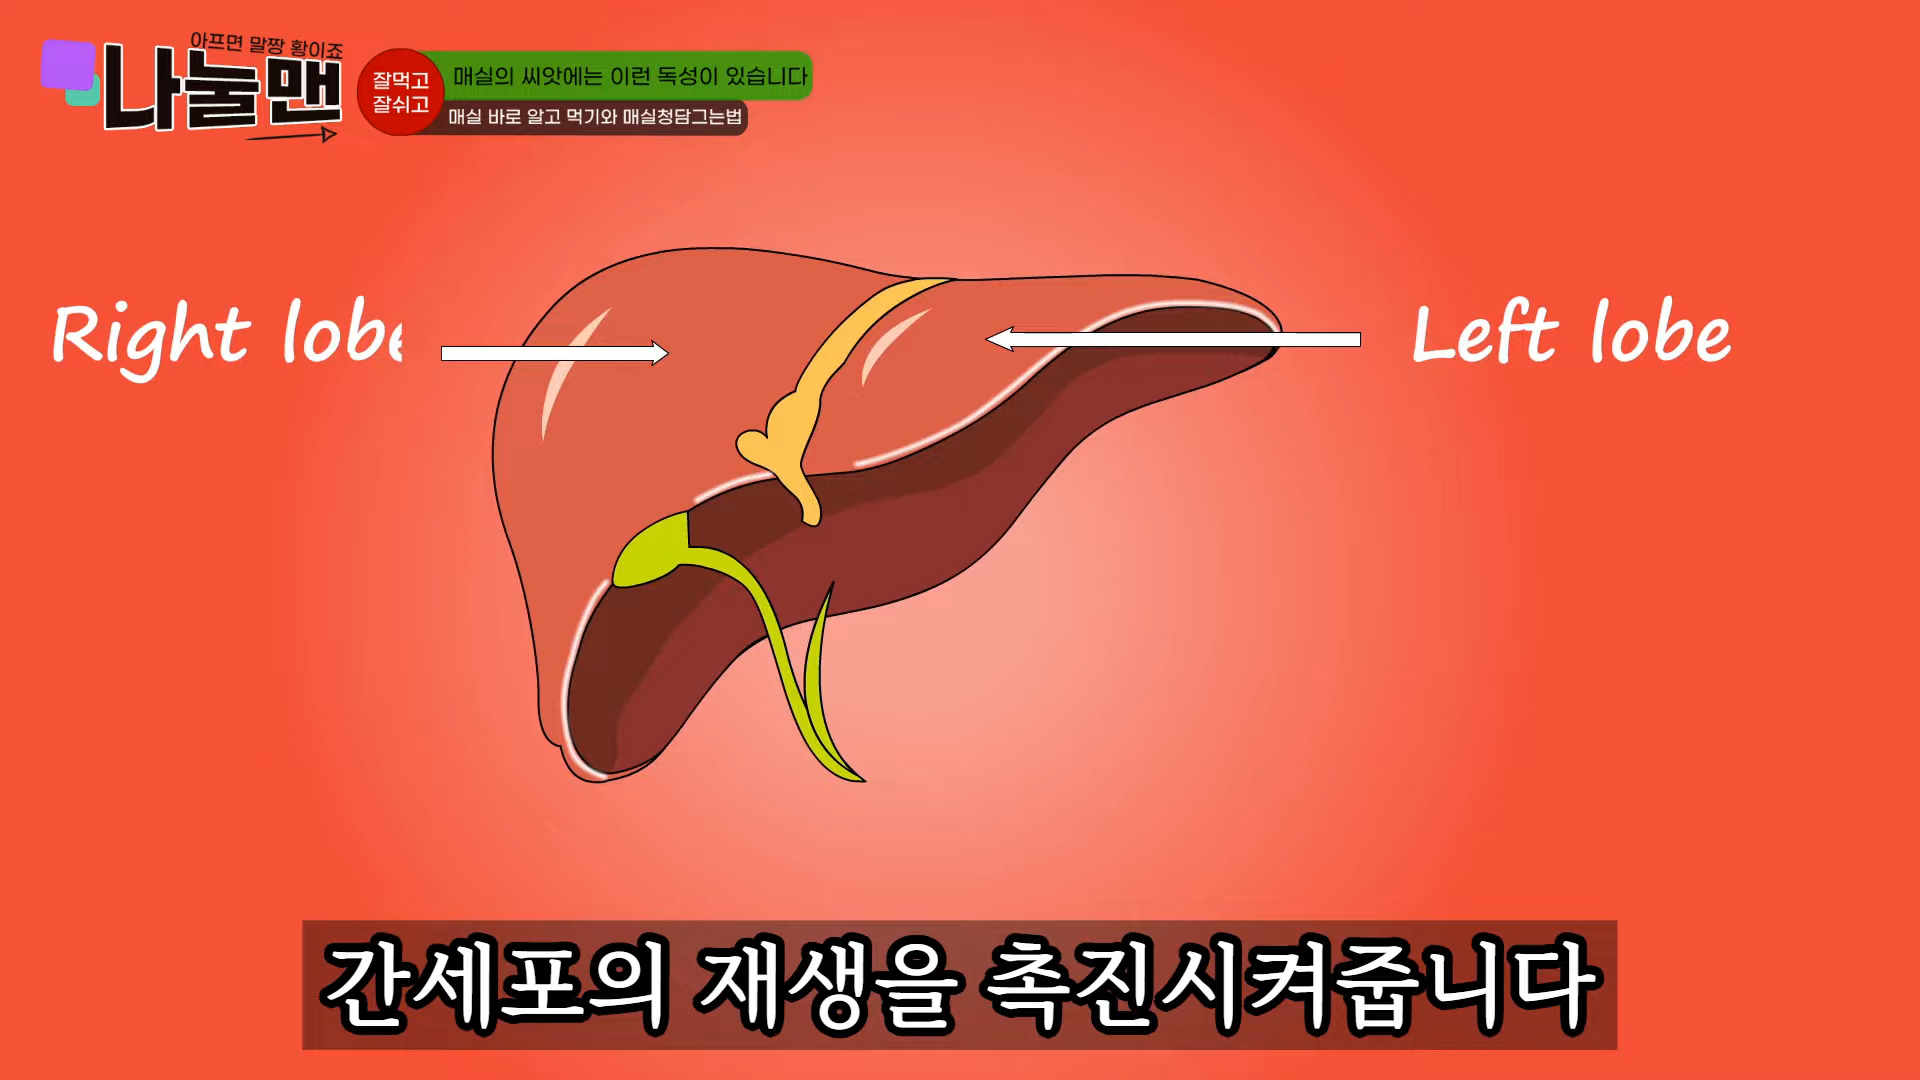 아프면 말짱 황이죠
나눌맨
잘먹고
잘쉬고
매실의 씨앗에는 이런 독성이 있습니다
매실 바로 알고 먹기와 매실청담그는법
Right lobe
Left lobe
간세포의 재생을 촉진시켜줍니다